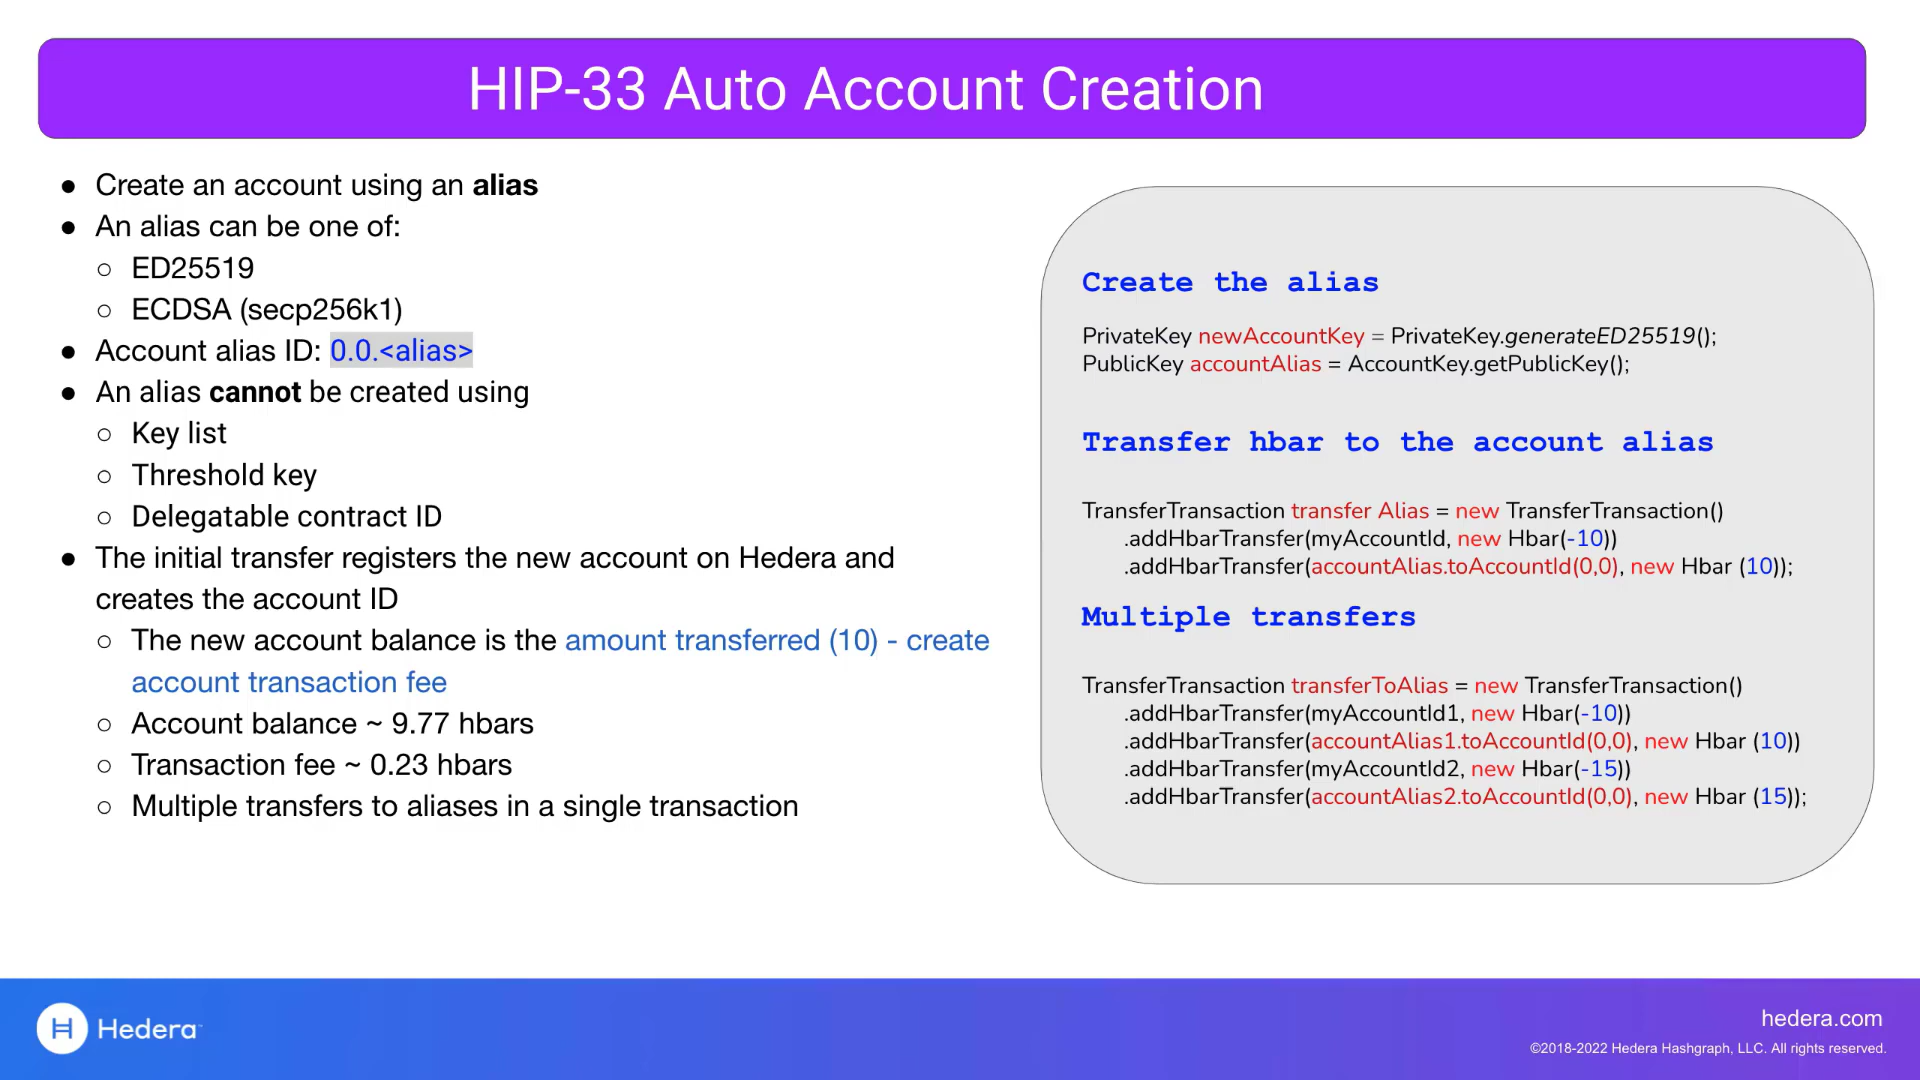 HIP-33 Auto Account Creation
● Create an account using an alias
● An alias can be one of:
○ ED25519
○ ECDSA (secp256k1)
● Account alias ID: 0.0.<alias>
● An alias cannot be created using
○ Key list
○ Threshold key
○ Delegatable contract ID
● The initial transfer registers the new account on Hedera and
creates the account ID
○ The new account balance is the amount transferred (10) - create
account transaction fee
○ Account balance ~ 9.77 hbars
○ Transaction fee ~ 0.23 hbars
○ Multiple transfers to aliases in a single transaction
Create the alias
PrivateKey newAccountKey = PrivateKey.generateED25519();
PublicKey accountAlias = AccountKey.getPublicKey();
Transfer hbar to the account alias
TransferTransaction transfer Alias = new TransferTransaction()
.addHbarTransfer(myAccountId, new Hbar(-10))
.addHbarTransfer(accountAlias.toAccountId(0,0), new Hbar (10));
Multiple transfers
TransferTransaction transferToAlias = new TransferTransaction()
.addHbarTransfer(myAccountId1, new Hbar(-10))
.addHbarTransfer(accountAlias1.toAccountId(0,0), new Hbar (10))
.addHbarTransfer(myAccountId2, new Hbar(-15))
.addHbarTransfer(accountAlias2.toAccountId(0,0), new Hbar (15));
H Hedera
hedera.com
©2018-2022 Hedera Hashgraph, LLC. All rights reserved.